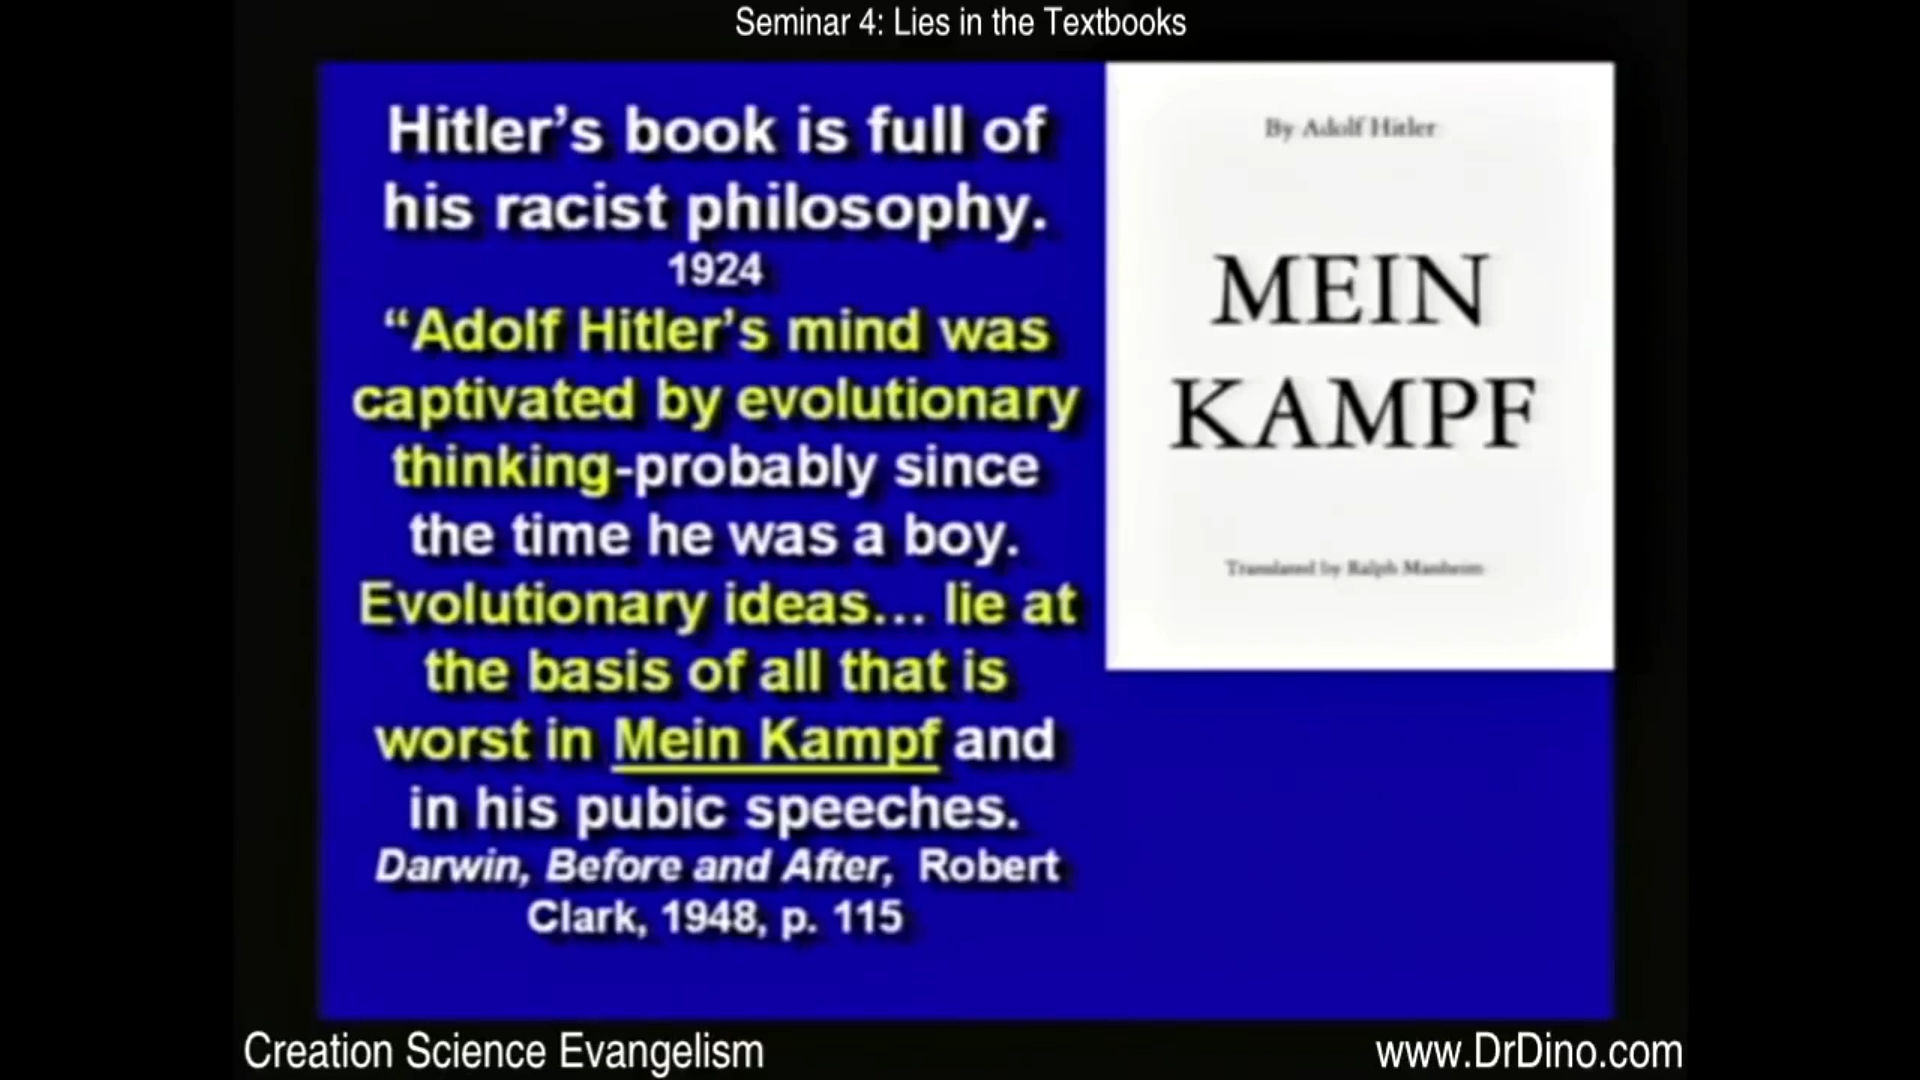 Seminar 4: Lies in the Textbooks
Hitler's book is full of
his racist philosophy.
1924
“Adolf Hitler's mind was
captivated by evolutionary
thinking-probably since
the time he was a boy.
Evolutionary ideas... lie at
the basis of all that is
worst in Mein Kampf and
in his pubic speeches.
Darwin, Before and After, Robert
Clark, 1948, p. 115
By Adolf Hitler
MEIN
KAMPF
Translated by Ralph Manheim
Creation Science Evangelism
www.DrDino.com